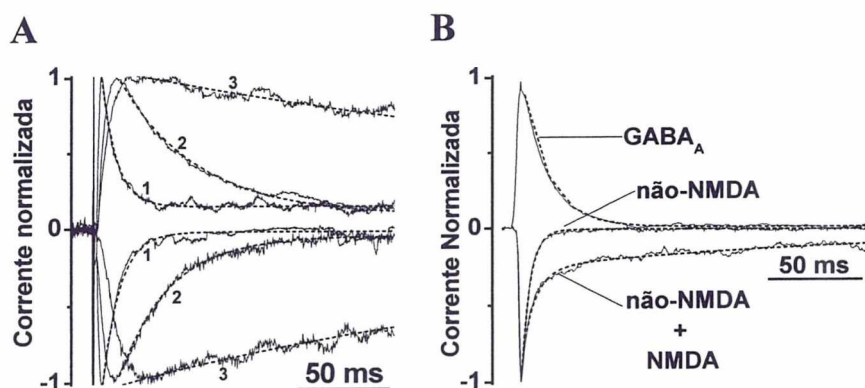 A
Corrente normalizada
1
0
-1
3
2
1
1
2
3
50 ms
B
Corrente Normalizada
1
0
-1
GABAA
não-NMDA
50 ms
não-NMDA
+
NMDA